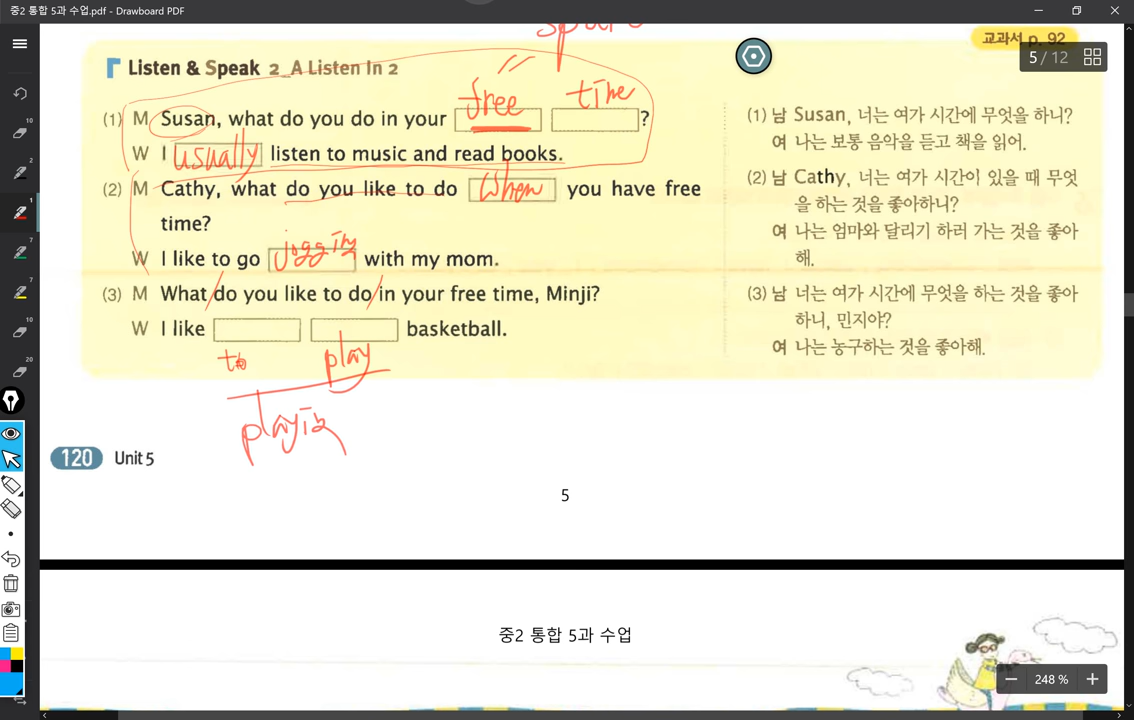 중2 통합 5과 수업.pdf - Drawboard PDF
교과서 p. 92
5 / 12
Listen & Speak 2_A Listen In 2
(1) M Susan, what do you do in your free time?
W I usually listen to music and read books.
(2) M Cathy, what do you like to do when you have free
time?
W I like to go jogging with my mom.
(3) M What do you like to do in your free time, Minji?
W I like basketball.
to play
(1) 남 Susan, 너는 여가 시간에 무엇을 하니?
여 나는 보통 음악을 듣고 책을 읽어.
(2) 남 Cathy, 너는 여가 시간이 있을 때 무엇
을 하는 것을 좋아하니?
여 나는 엄마와 달리기 하러 가는 것을 좋아
해.
(3) 남 너는 여가 시간에 무엇을 하는 것을 좋아
하니, 민지야?
여 나는 농구하는 것을 좋아해.
120 Unit 5
5
중2 통합 5과 수업
248 %
10
2
1
7
7
10
20